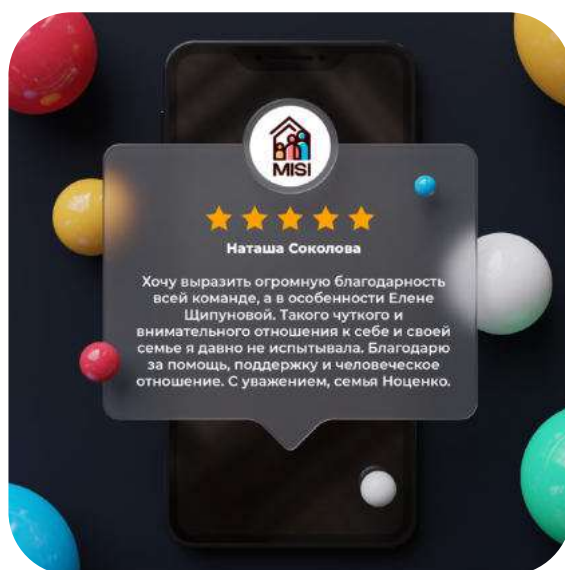 MISI
Наташа Соколова
Хочу выразить огромную благодарность
всей команде, а в особенности Елене
Щипуновой. Такого чуткого и
внимательного отношения к себе и своей
семье я давно не испытывала. Благодарю
за помощь, поддержку и человеческое
отношение. С уважением, семья Ноценко.